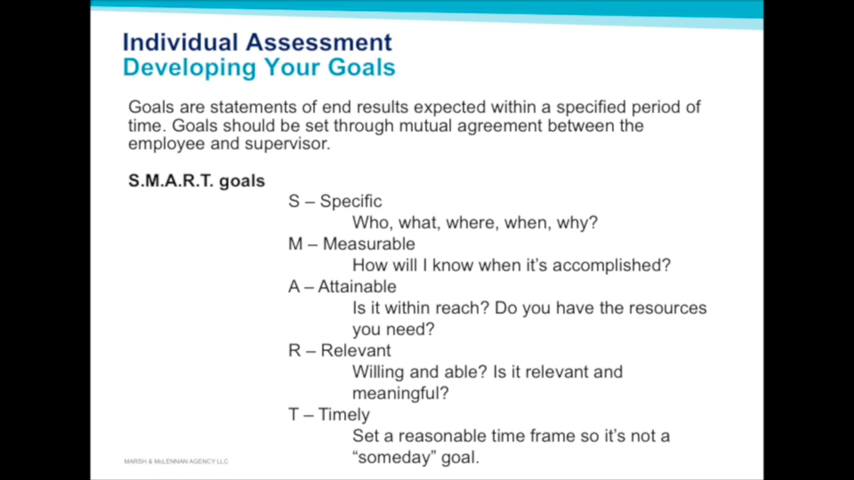 Individual Assessment
Developing Your Goals
Goals are statements of end results expected within a specified period of
time. Goals should be set through mutual agreement between the
employee and supervisor.
S.M.A.R.T. goals
S – Specific
Who, what, where, when, why?
M – Measurable
How will I know when it’s accomplished?
A – Attainable
Is it within reach? Do you have the resources
you need?
R – Relevant
Willing and able? Is it relevant and
meaningful?
T – Timely
Set a reasonable time frame so it’s not a
“someday” goal.
MARSH & McLENNAN AGENCY LLC